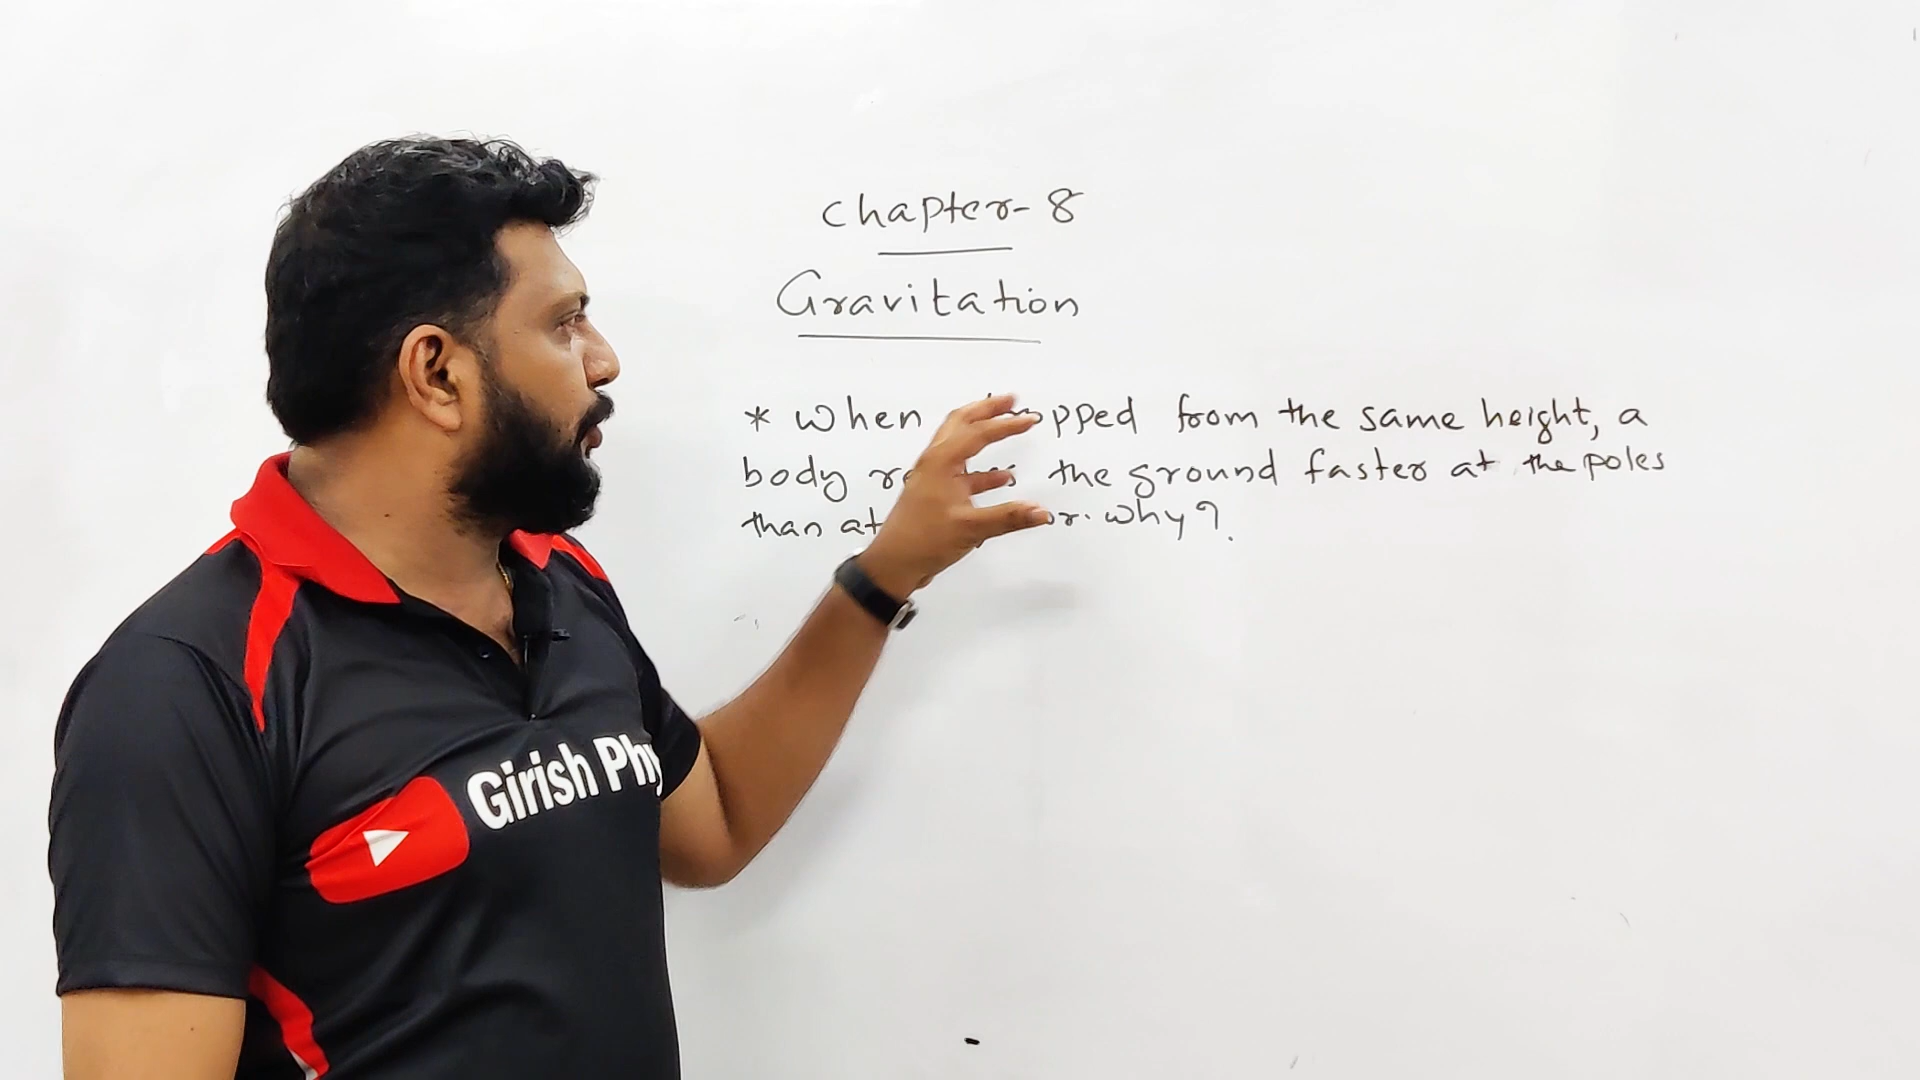 Chapter-8
Gravitation
* When dropped from the same height, a
body the ground faster at the poles
than at why?
Girish Phy